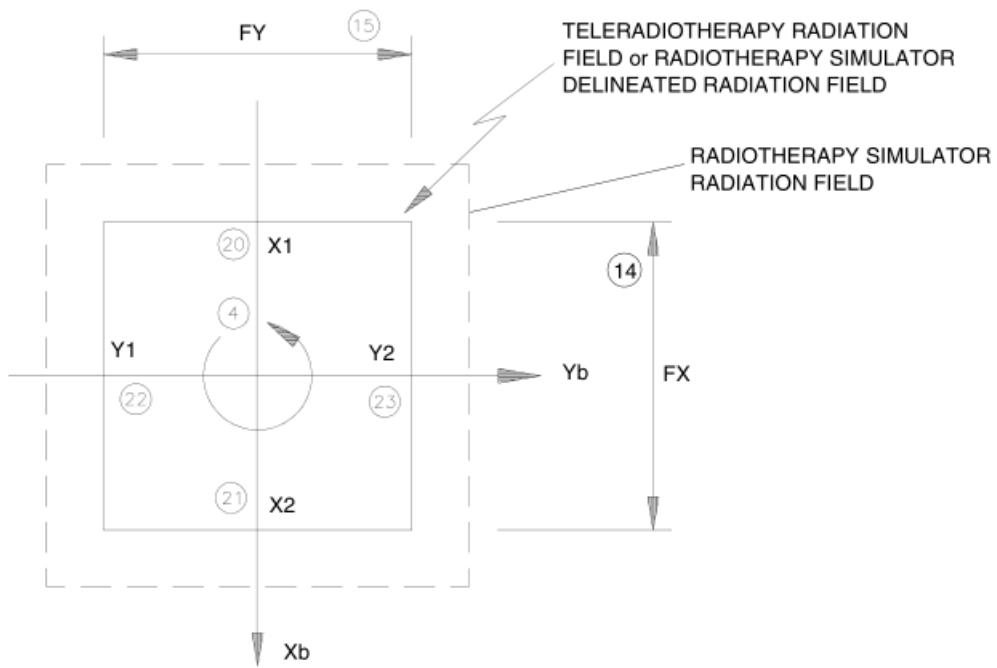 FY
15
TELERADIOTHERAPY RADIATION
FIELD or RADIOTHERAPY SIMULATOR
DELINEATED RADIATION FIELD
RADIOTHERAPY SIMULATOR
RADIATION FIELD
20
X1
14
4
Y1
Y2
Yb
FX
22
23
21
X2
Xb